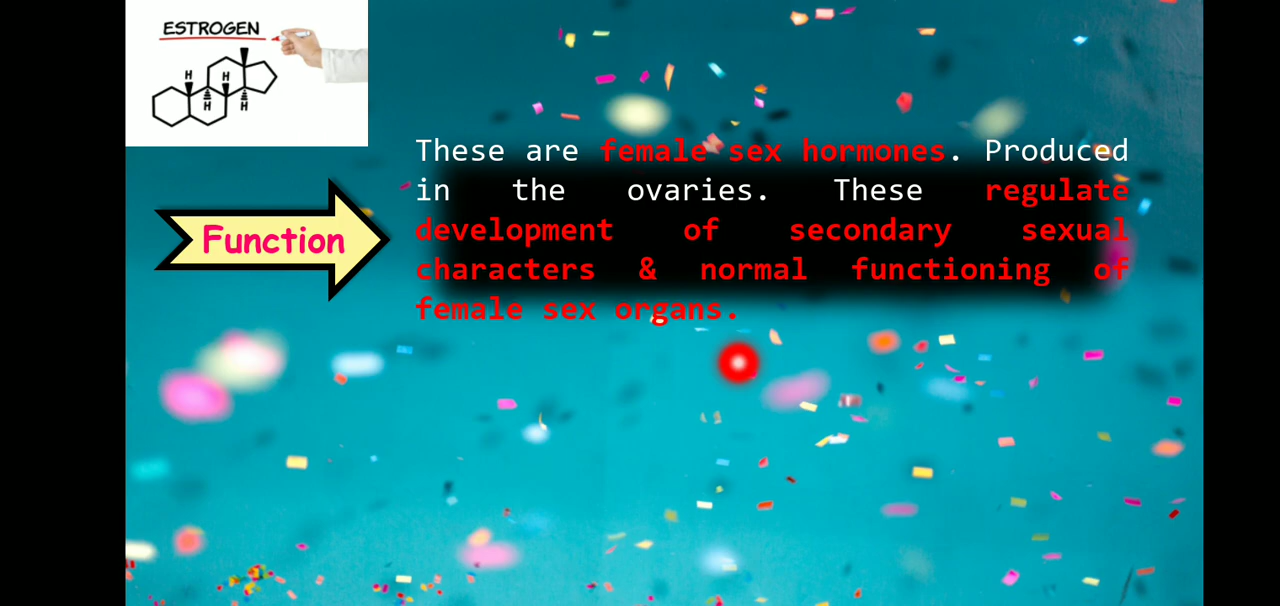 ESTROGEN
H
H
H
H
These are female sex hormones. Produced
in the ovaries. These regulate
development of secondary sexual
characters & normal functioning of
female sex organs.
Function